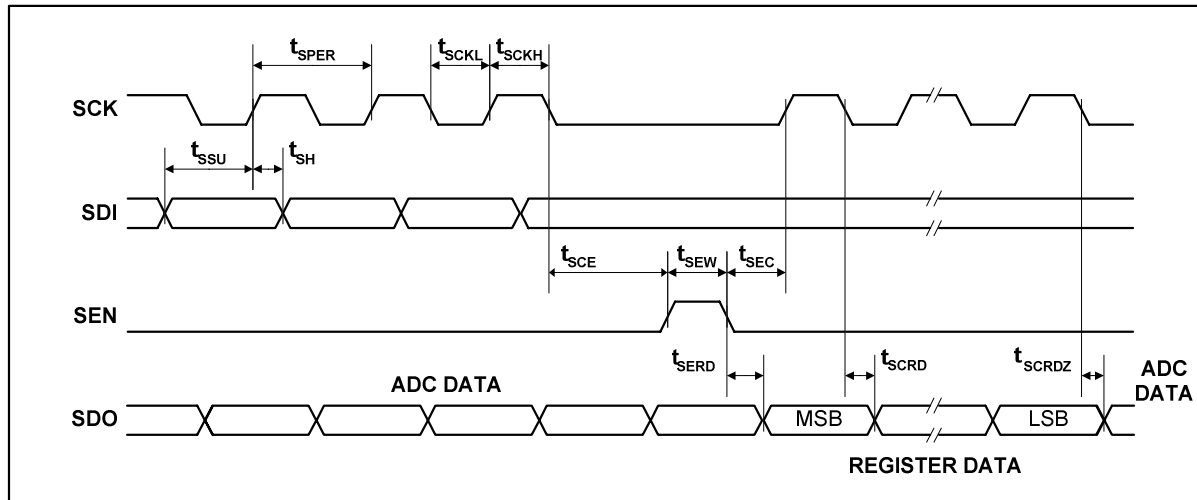 tSPER
tSCKL
tSCKH
SCK
tSSU
tSH
SDI
tSCE
tSEW
tSEC
SEN
tSERD
tSCRD
tSCRDZ
ADC DATA
ADC
DATA
SDO
MSB
LSB
REGISTER DATA